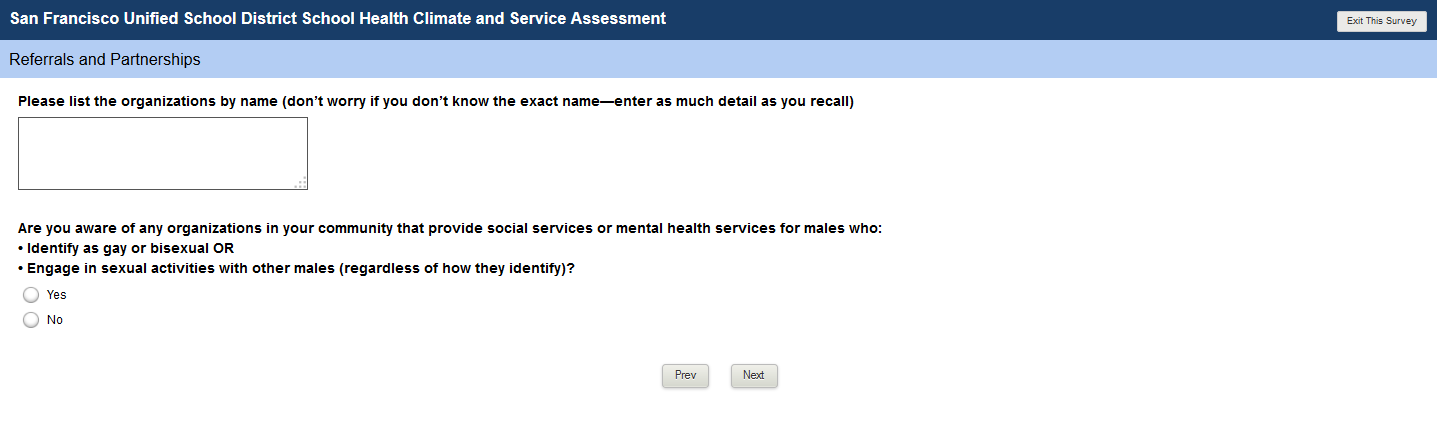 San Francisco Unified School District School Health Climate and Service Assessment
Exit This Survey
Referrals and Partnerships
Please list the organizations by name (don’t worry if you don’t know the exact name—enter as much detail as you recall)
Are you aware of any organizations in your community that provide social services or mental health services for males who:
• Identify as gay or bisexual OR
• Engage in sexual activities with other males (regardless of how they identify)?
Yes
No
Prev
Next